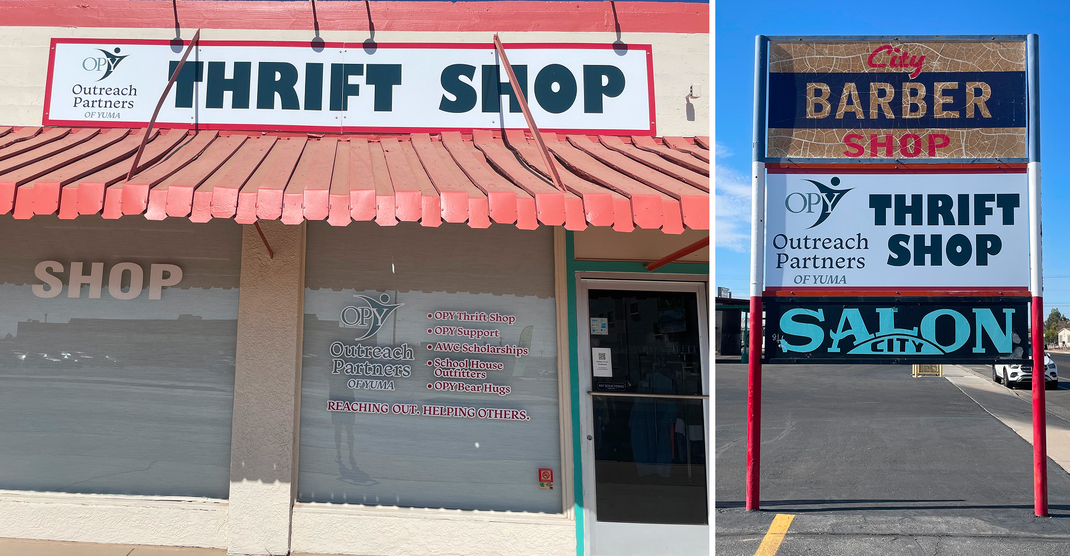 OPY
Outreach
Partners
OF YUMA
THRIFT SHOP
SHOP
OPY
Outreach
Partners
OF YUMA
• OPY Thrift Shop
• OPY Support
• AWC Scholarships
• School House
Outfitters
• OPY Bear Hugs
REACHING OUT. HELPING OTHERS.
City
BARBER
SHOP
OPY
Outreach
Partners
OF YUMA
THRIFT
SHOP
SALON
CITY